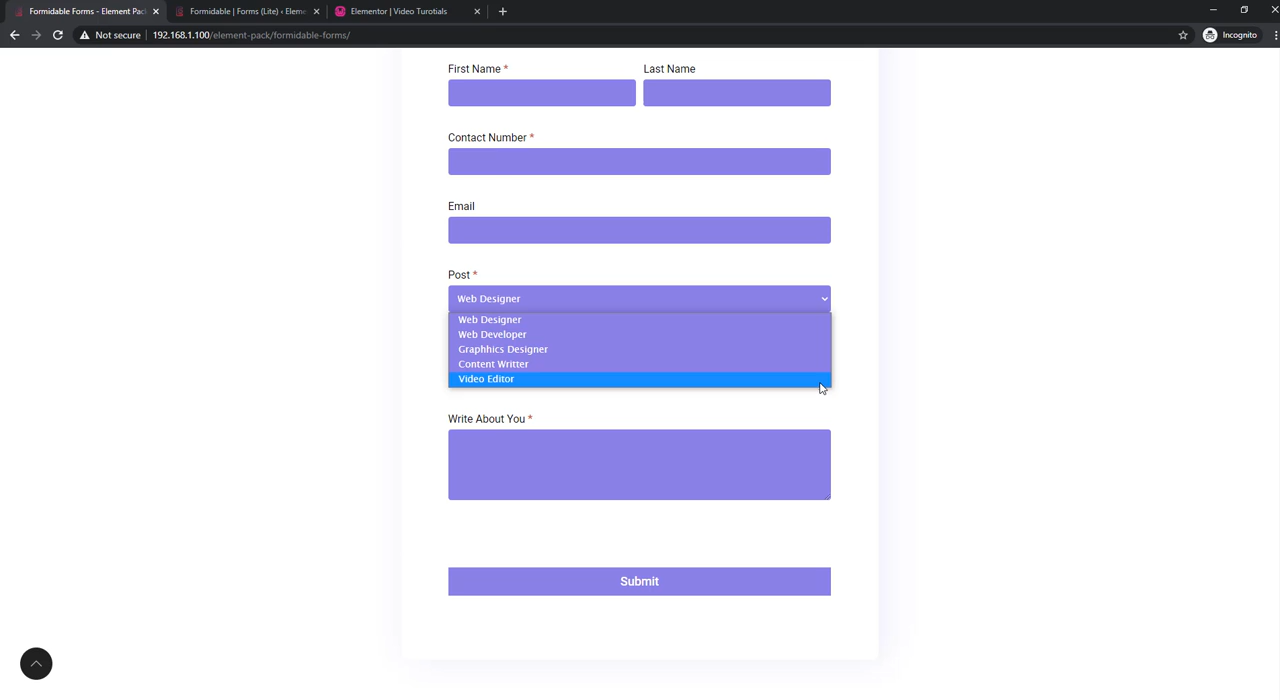 Formidable Forms - Element Pack
Formidable | Forms (Lite) ‹ Eleme
Elementor | Video Turotials
Not secure
192.168.1.100/element-pack/formidable-forms/
Incognito
First Name *
Last Name
Contact Number *
Email
Post *
Web Designer
Web Designer
Web Developer
Graphhics Designer
Content Writter
Video Editor
Write About You *
Submit